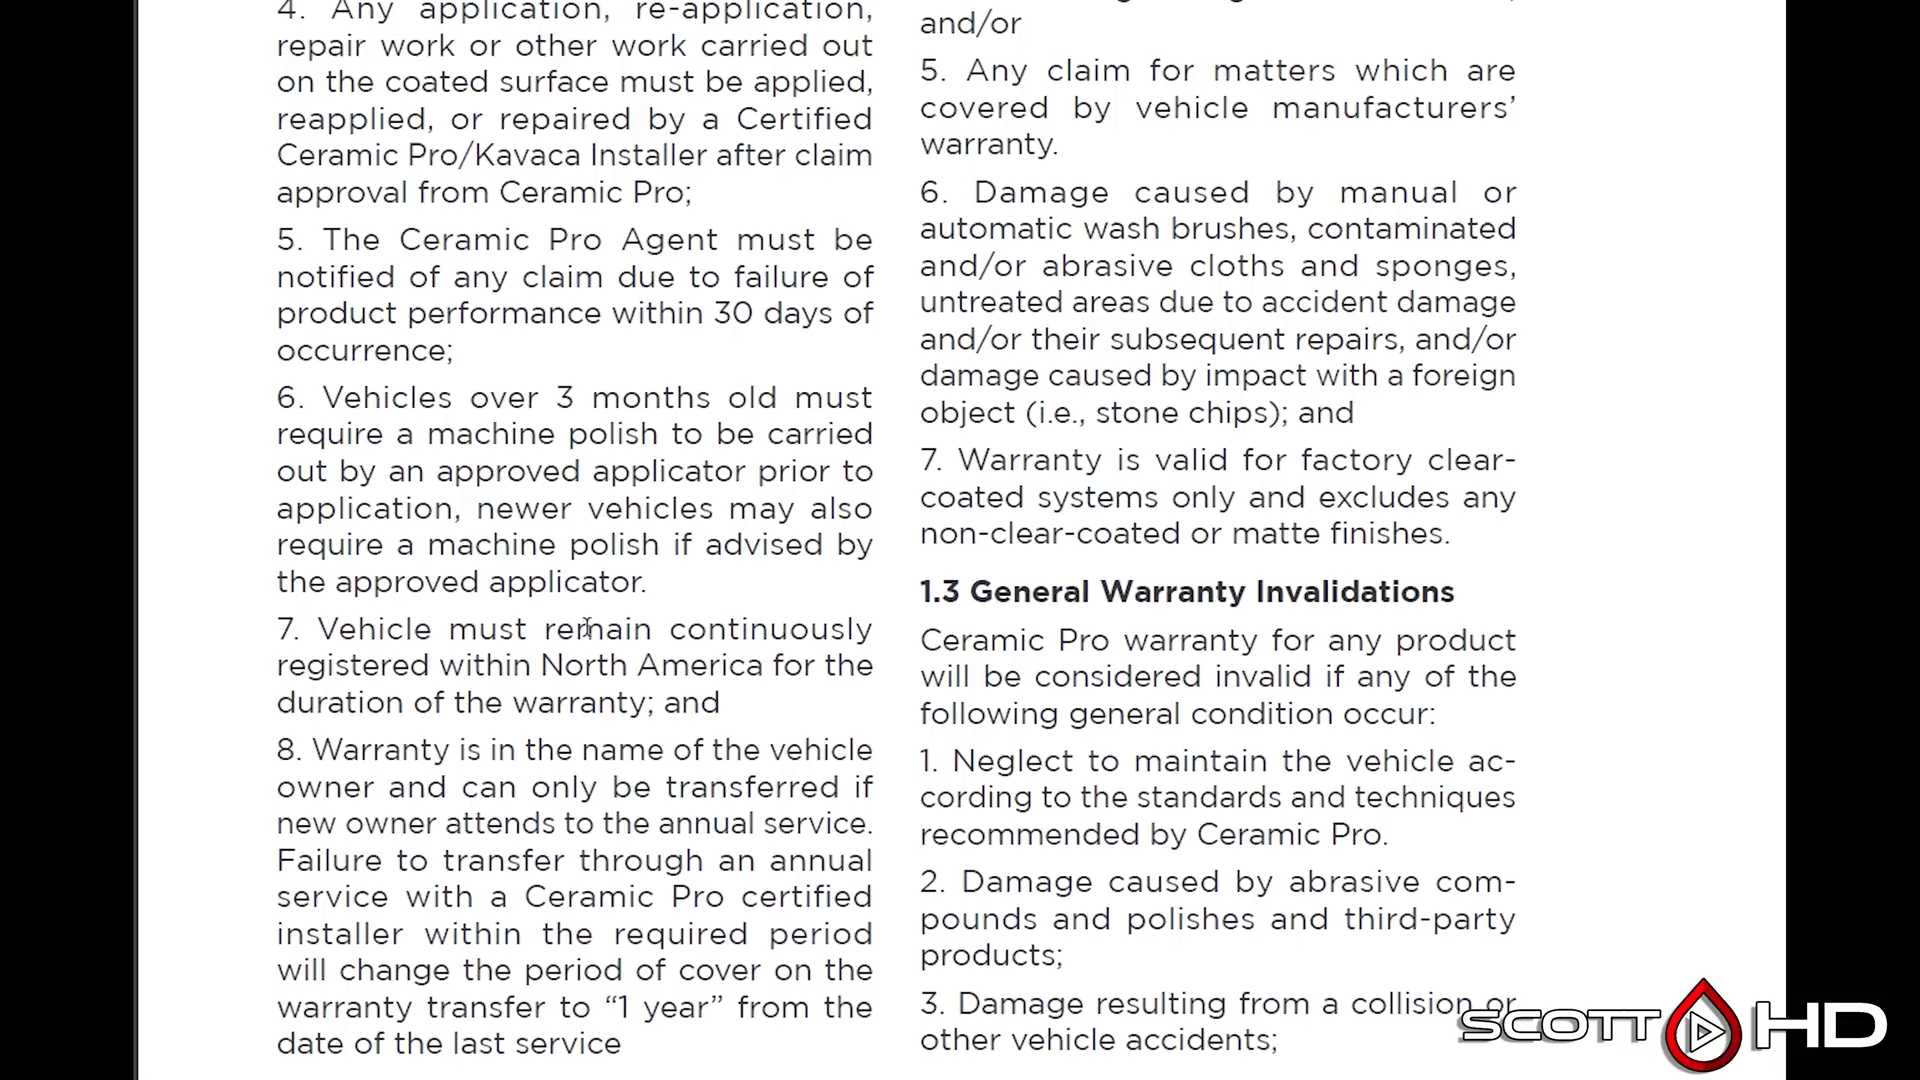 4. Any application, re-application,
repair work or other work carried out
on the coated surface must be applied,
reapplied, or repaired by a Certified
Ceramic Pro/Kavaca Installer after claim
approval from Ceramic Pro;
5. The Ceramic Pro Agent must be
notified of any claim due to failure of
product performance within 30 days of
occurrence;
6. Vehicles over 3 months old must
require a machine polish to be carried
out by an approved applicator prior to
application, newer vehicles may also
require a machine polish if advised by
the approved applicator.
7. Vehicle must remain continuously
registered within North America for the
duration of the warranty; and
8. Warranty is in the name of the vehicle
owner and can only be transferred if
new owner attends to the annual service.
Failure to transfer through an annual
service with a Ceramic Pro certified
installer within the required period
will change the period of cover on the
warranty transfer to “1 year” from the
date of the last service
and/or
5. Any claim for matters which are
covered by vehicle manufacturers’
warranty.
6. Damage caused by manual or
automatic wash brushes, contaminated
and/or abrasive cloths and sponges,
untreated areas due to accident damage
and/or their subsequent repairs, and/or
damage caused by impact with a foreign
object (i.e., stone chips); and
7. Warranty is valid for factory clear-
coated systems only and excludes any
non-clear-coated or matte finishes.
1.3 General Warranty Invalidations
Ceramic Pro warranty for any product
will be considered invalid if any of the
following general condition occur:
1. Neglect to maintain the vehicle ac-
cording to the standards and techniques
recommended by Ceramic Pro.
2. Damage caused by abrasive com-
pounds and polishes and third-party
products;
3. Damage resulting from a collision or
other vehicle accidents;
SCOTT HD